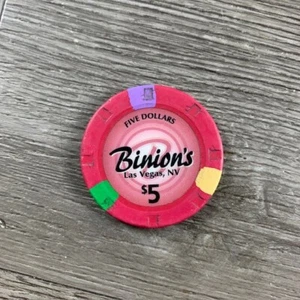 FIVE DOLLARS
Binion's
Las Vegas, NV
$5